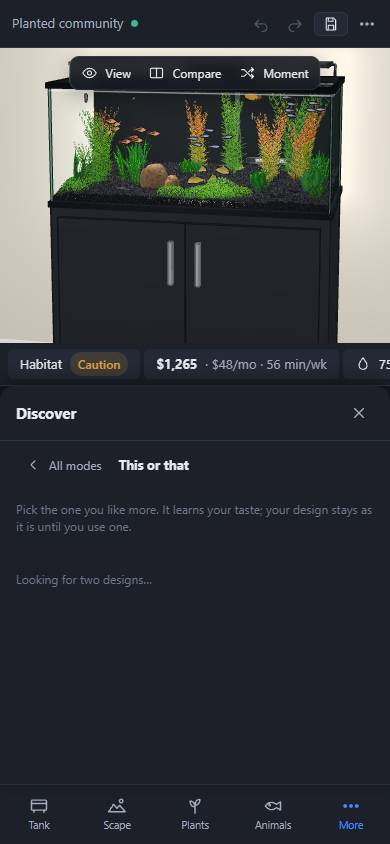 Planted community
View
Compare
Moment
Habitat
Caution
$1,265 · $48/mo · 56 min/wk
75
Discover
All modes
This or that
Pick the one you like more. It learns your taste; your design stays as
it is until you use one.
Looking for two designs...
Tank
Scape
Plants
Animals
More